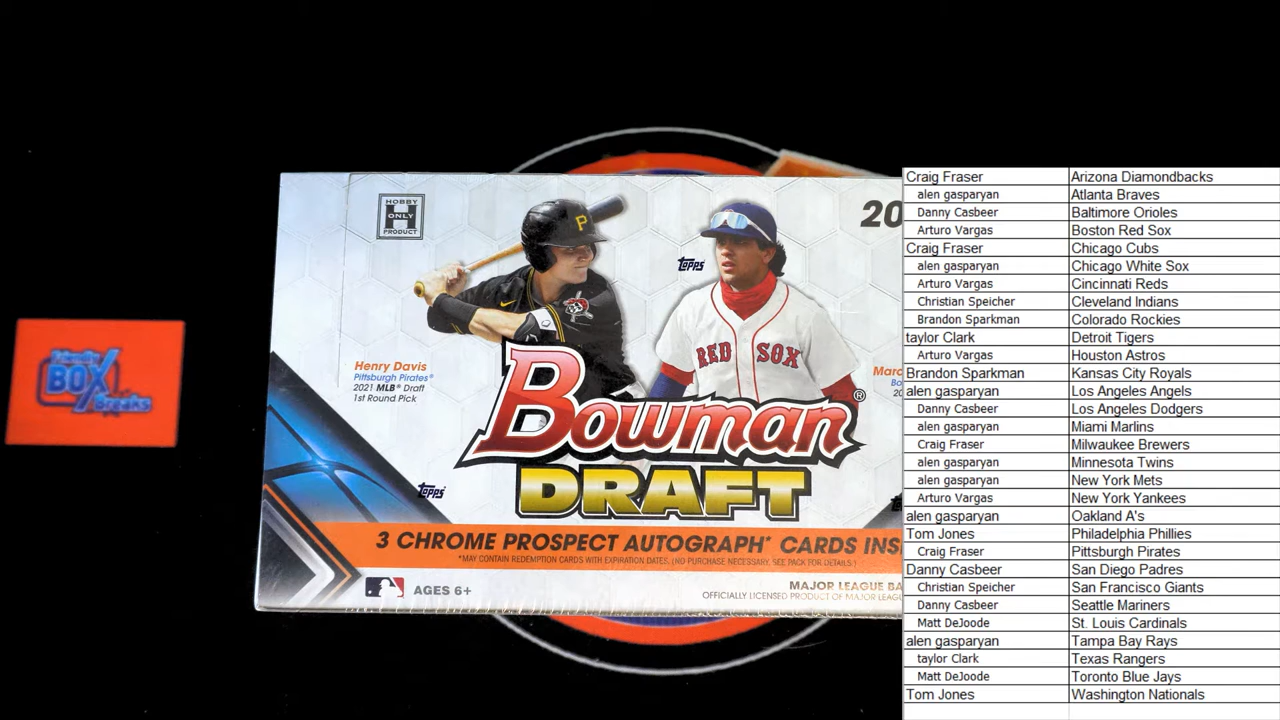 HOBBY
H
ONLY
PRODUCT
20
P
Topps
RED SOX
Henry Davis
Pittsburgh Pirates®
2021 MLB® Draft
1st Round Pick
Marc
Bo
20
Bowman®
DRAFT
Topps
3 CHROME PROSPECT AUTOGRAPH* CARDS INS
*MAY CONTAIN REDEMPTION CARDS WITH EXPIRATION DATES. (NO PURCHASE NECESSARY. SEE PACK FOR DETAILS.)
AGES 6+
MAJOR LEAGUE BA
OFFICIALLY LICENSED PRODUCT OF MAJOR LEAG
Friendly
BOX
Breaks
Craig Fraser Arizona Diamondbacks
alen gasparyan Atlanta Braves
Danny Casbeer Baltimore Orioles
Arturo Vargas Boston Red Sox
Craig Fraser Chicago Cubs
alen gasparyan Chicago White Sox
Arturo Vargas Cincinnati Reds
Christian Speicher Cleveland Indians
Brandon Sparkman Colorado Rockies
taylor Clark Detroit Tigers
Arturo Vargas Houston Astros
Brandon Sparkman Kansas City Royals
alen gasparyan Los Angeles Angels
Danny Casbeer Los Angeles Dodgers
alen gasparyan Miami Marlins
Craig Fraser Milwaukee Brewers
alen gasparyan Minnesota Twins
alen gasparyan New York Mets
Arturo Vargas New York Yankees
alen gasparyan Oakland A's
Tom Jones Philadelphia Phillies
Craig Fraser Pittsburgh Pirates
Danny Casbeer San Diego Padres
Christian Speicher San Francisco Giants
Danny Casbeer Seattle Mariners
Matt DeJoode St. Louis Cardinals
alen gasparyan Tampa Bay Rays
taylor Clark Texas Rangers
Matt DeJoode Toronto Blue Jays
Tom Jones Washington Nationals